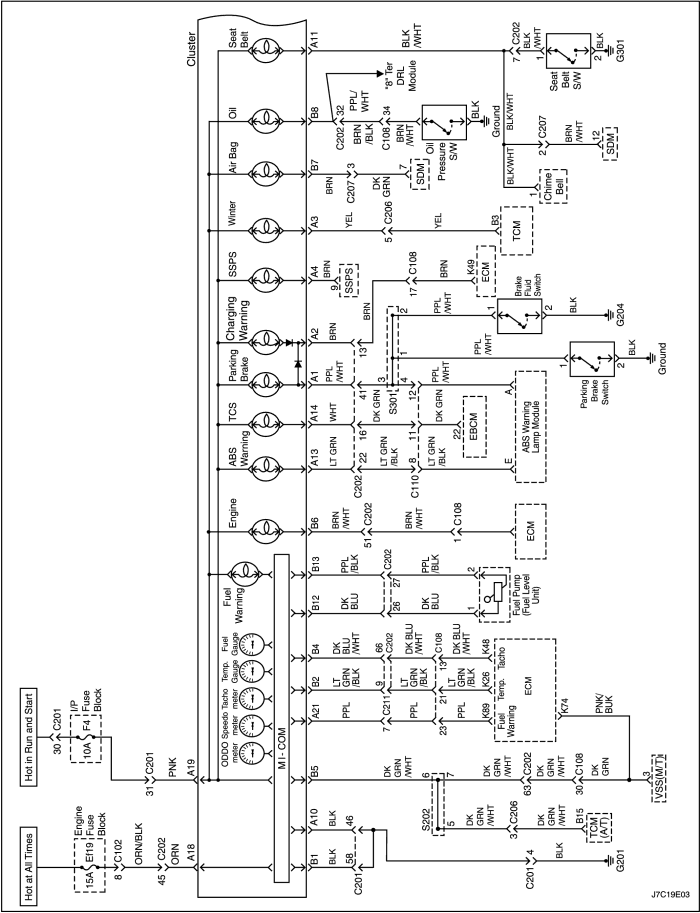 Hot at All Times
Hot in Run and Start
Engine
Fuse
Block
15A Ef19
8 C102
ORN/BLK
45 C202
ORN
A18
30 C201
I/P
Fuse
Block
10A F4
31 C201
PNK
A19
Cluster
ODDO
meter
Speedo
meter
Tacho
meter
Temp.
Gauge
Fuel
Gauge
Fuel
Warning
MI-COM
Engine
ABS
Warning
TCS
Parking
Brake
Charging
Warning
SSPS
Winter
Air Bag
Oil
Seat
Belt
B1
A10
B5
A21
B2
B4
B12
B13
B6
A13
A14
A1
A2
A4
A3
B7
B8
A11
BLK
BLK
58
46
C201
C201
4
BLK
G201
DK
GRN
/WHT
S202
6
5
7
DK
GRN
/WHT
3
C206
DK
GRN
/WHT
B15
TCM
(A/T)
DK
GRN
/WHT
63
C202
DK
GRN
/WHT
30
C108
DK
GRN
3
VSS(M/T)
PNK/
BUK
K74
PPL
7
C211
PPL
23
PPL
K89
LT
GRN
/BLK
9
LT
GRN
/BLK
21
LT
GRN
/BLK
K26
DK
BLU
/WHT
66
C202
DK
BLU
/WHT
13
C108
DK BLU
/WHT
K48
Fuel
Warning
Temp.
Tacho
ECM
DK
BLU
26
DK
BLU
1
PPL
/BLK
C202
27
PPL
/BLK
2
Fuel Pump
(Fuel Level
Unit)
BRN
/WHT
51
C202
BRN
/WHT
1
C108
ECM
LT GRN
/BLK
22
C202
LT GRN
/BLK
8
C110
LT GRN
/BLK
E
WHT
16
DK GRN
11
DK GRN
22
EBCM
PPL
/WHT
41
S301
3
4
1
2
12
PPL
/WHT
A
ABS Warning
Lamp Module
BRN
13
BRN
17
C108
BRN
K49
ECM
PPL
/WHT
1
Brake
Fluid
Switch
2
BLK
G204
PPL
/WHT
1
Parking
Brake
Switch
2
BLK
Ground
BRN
9
SSPS
YEL
5
C206
YEL
B3
TCM
BRN
C207
3
DK
GRN
7
SDM
C202
32
"8" Ter
DRL
Module
BRN
/BLK
PPL/
WHT
C108
34
BRN
/WHT
Oil
Pressure
S/W
BLK
Ground
BLK
/WHT
7
C202
BLK
/WHT
1
Seat
Belt
S/W
2
BLK
G301
BLK/WHT
2
C207
BRN
/WHT
12
SDM
BLK/WHT
1
Chime
Bell
J7C19E03